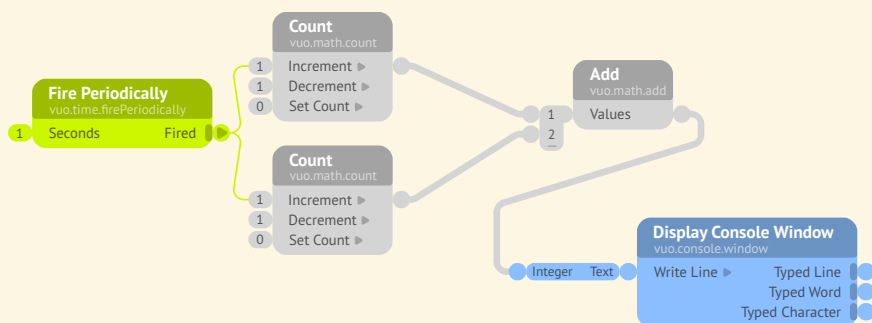 Count
vuo.math.count
1 Increment
1 Decrement
0 Set Count
Fire Periodically
vuo.time.firePeriodically
1 Seconds Fired
Add
vuo.math.add
1 Values
2
Count
vuo.math.count
1 Increment
1 Decrement
0 Set Count
Display Console Window
vuo.console.window
Integer Text Write Line Typed Line
Typed Word
Typed Character